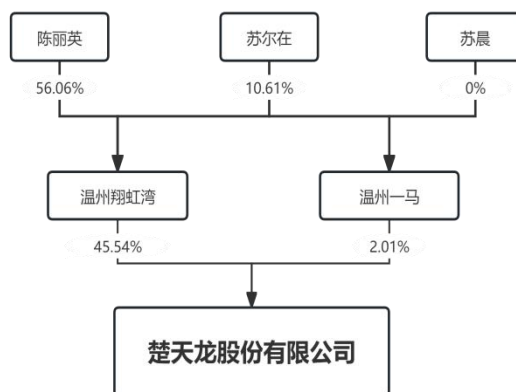 陈丽英
苏尔在
苏晨
56.06%
10.61%
0%
温州翔虹湾
温州一马
45.54%
2.01%
楚天龙股份有限公司